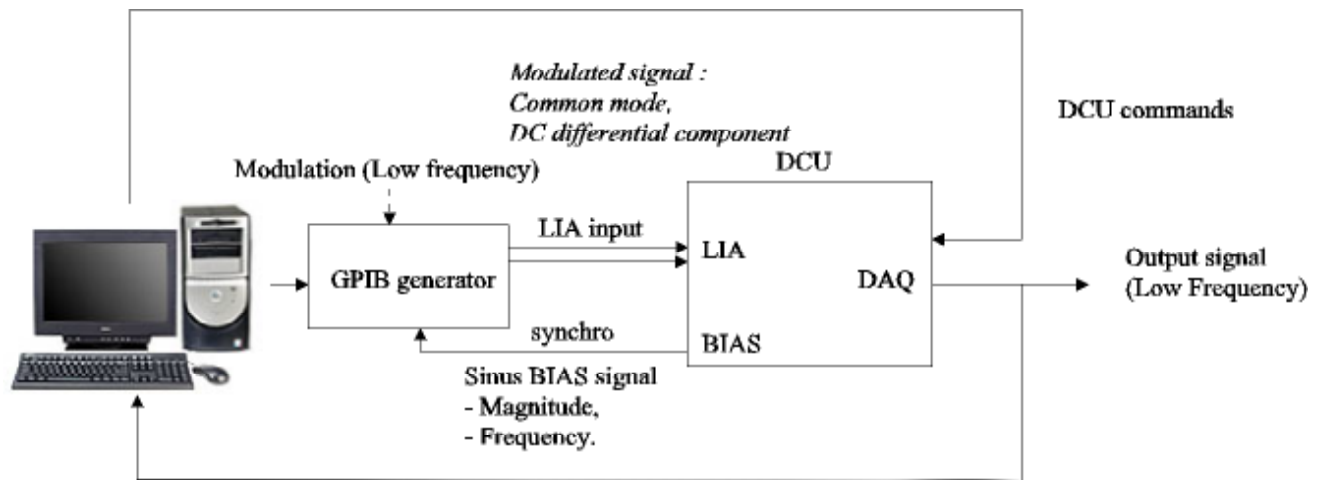 Modulated signal :
Common mode,
DC differential component
DCU commands
DCU
Modulation (Low frequency)
LIA input
LIA
GPIB generator
DAQ
Output signal
(Low Frequency)
synchro
BIAS
Sinus BIAS signal
- Magnitude,
- Frequency.